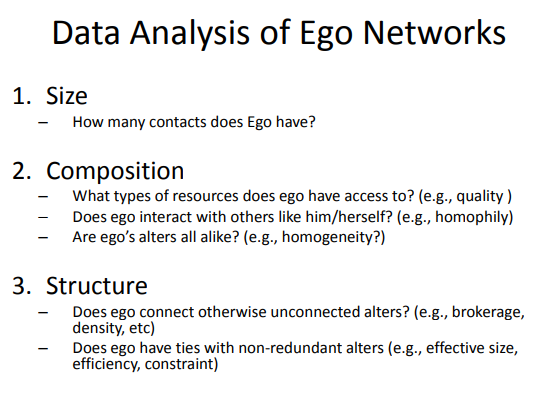 Data Analysis of Ego Networks
1. Size
– How many contacts does Ego have?
2. Composition
– What types of resources does ego have access to? (e.g., quality )
– Does ego interact with others like him/herself? (e.g., homophily)
– Are ego's alters all alike? (e.g., homogeneity?)
3. Structure
– Does ego connect otherwise unconnected alters? (e.g., brokerage,
density, etc)
– Does ego have ties with non-redundant alters (e.g., effective size,
efficiency, constraint)